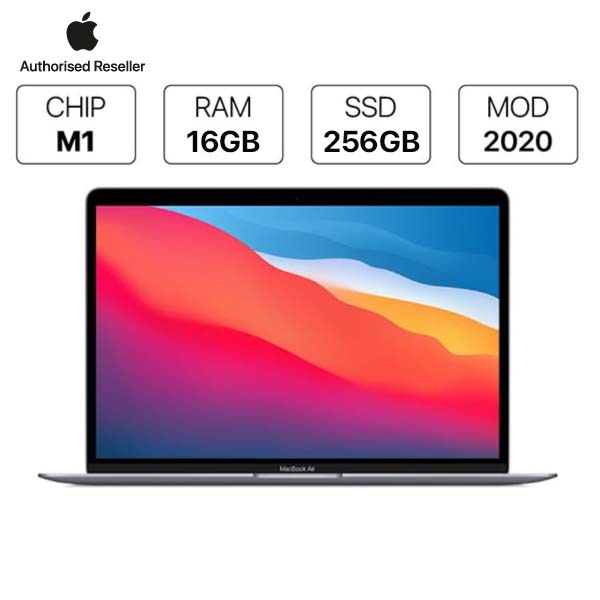 Authorised Reseller
CHIP
M1
RAM
16GB
SSD
256GB
MOD
2020
MacBook Air